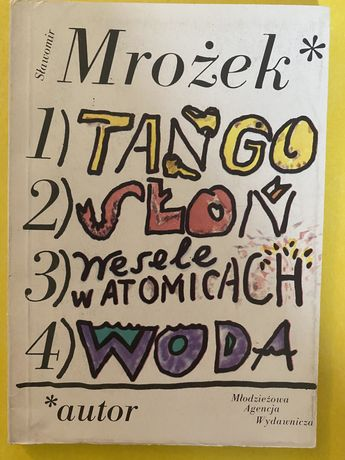 Sławomir
Mrożek*
1) TANGO
2) SŁOŃ
3) Wesele
w ATOMICACH
4) WODA
*autor
Młodzieżowa
Agencja
Wydawnicza